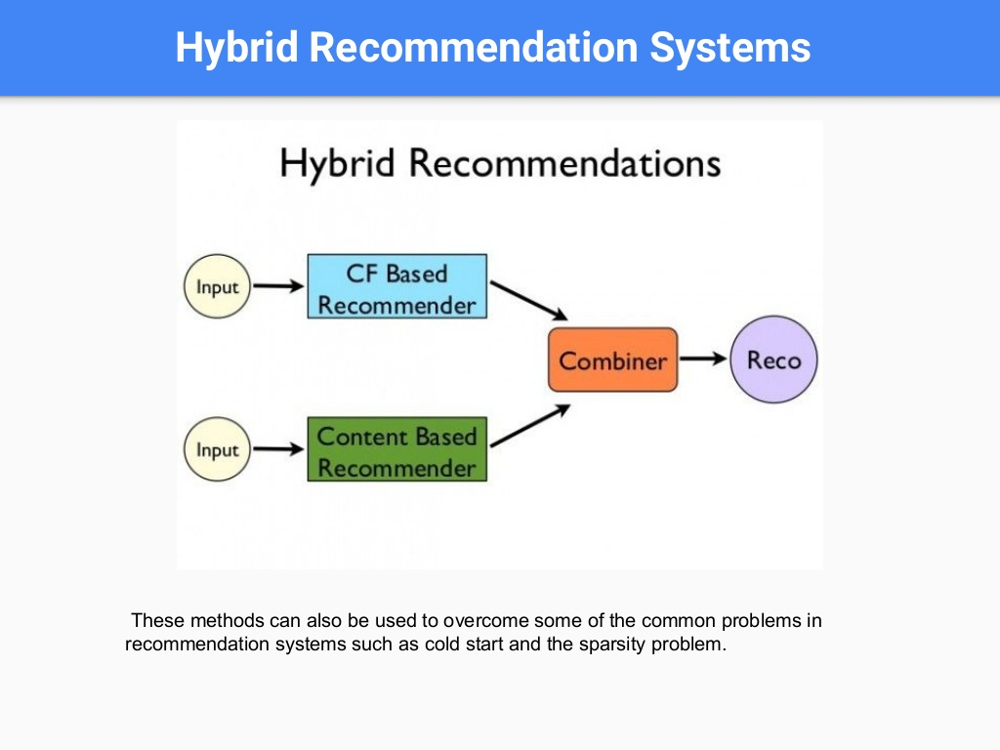 Hybrid Recommendation Systems
Hybrid Recommendations
Input
CF Based
Recommender
Combiner
Reco
Input
Content Based
Recommender
These methods can also be used to overcome some of the common problems in
recommendation systems such as cold start and the sparsity problem.